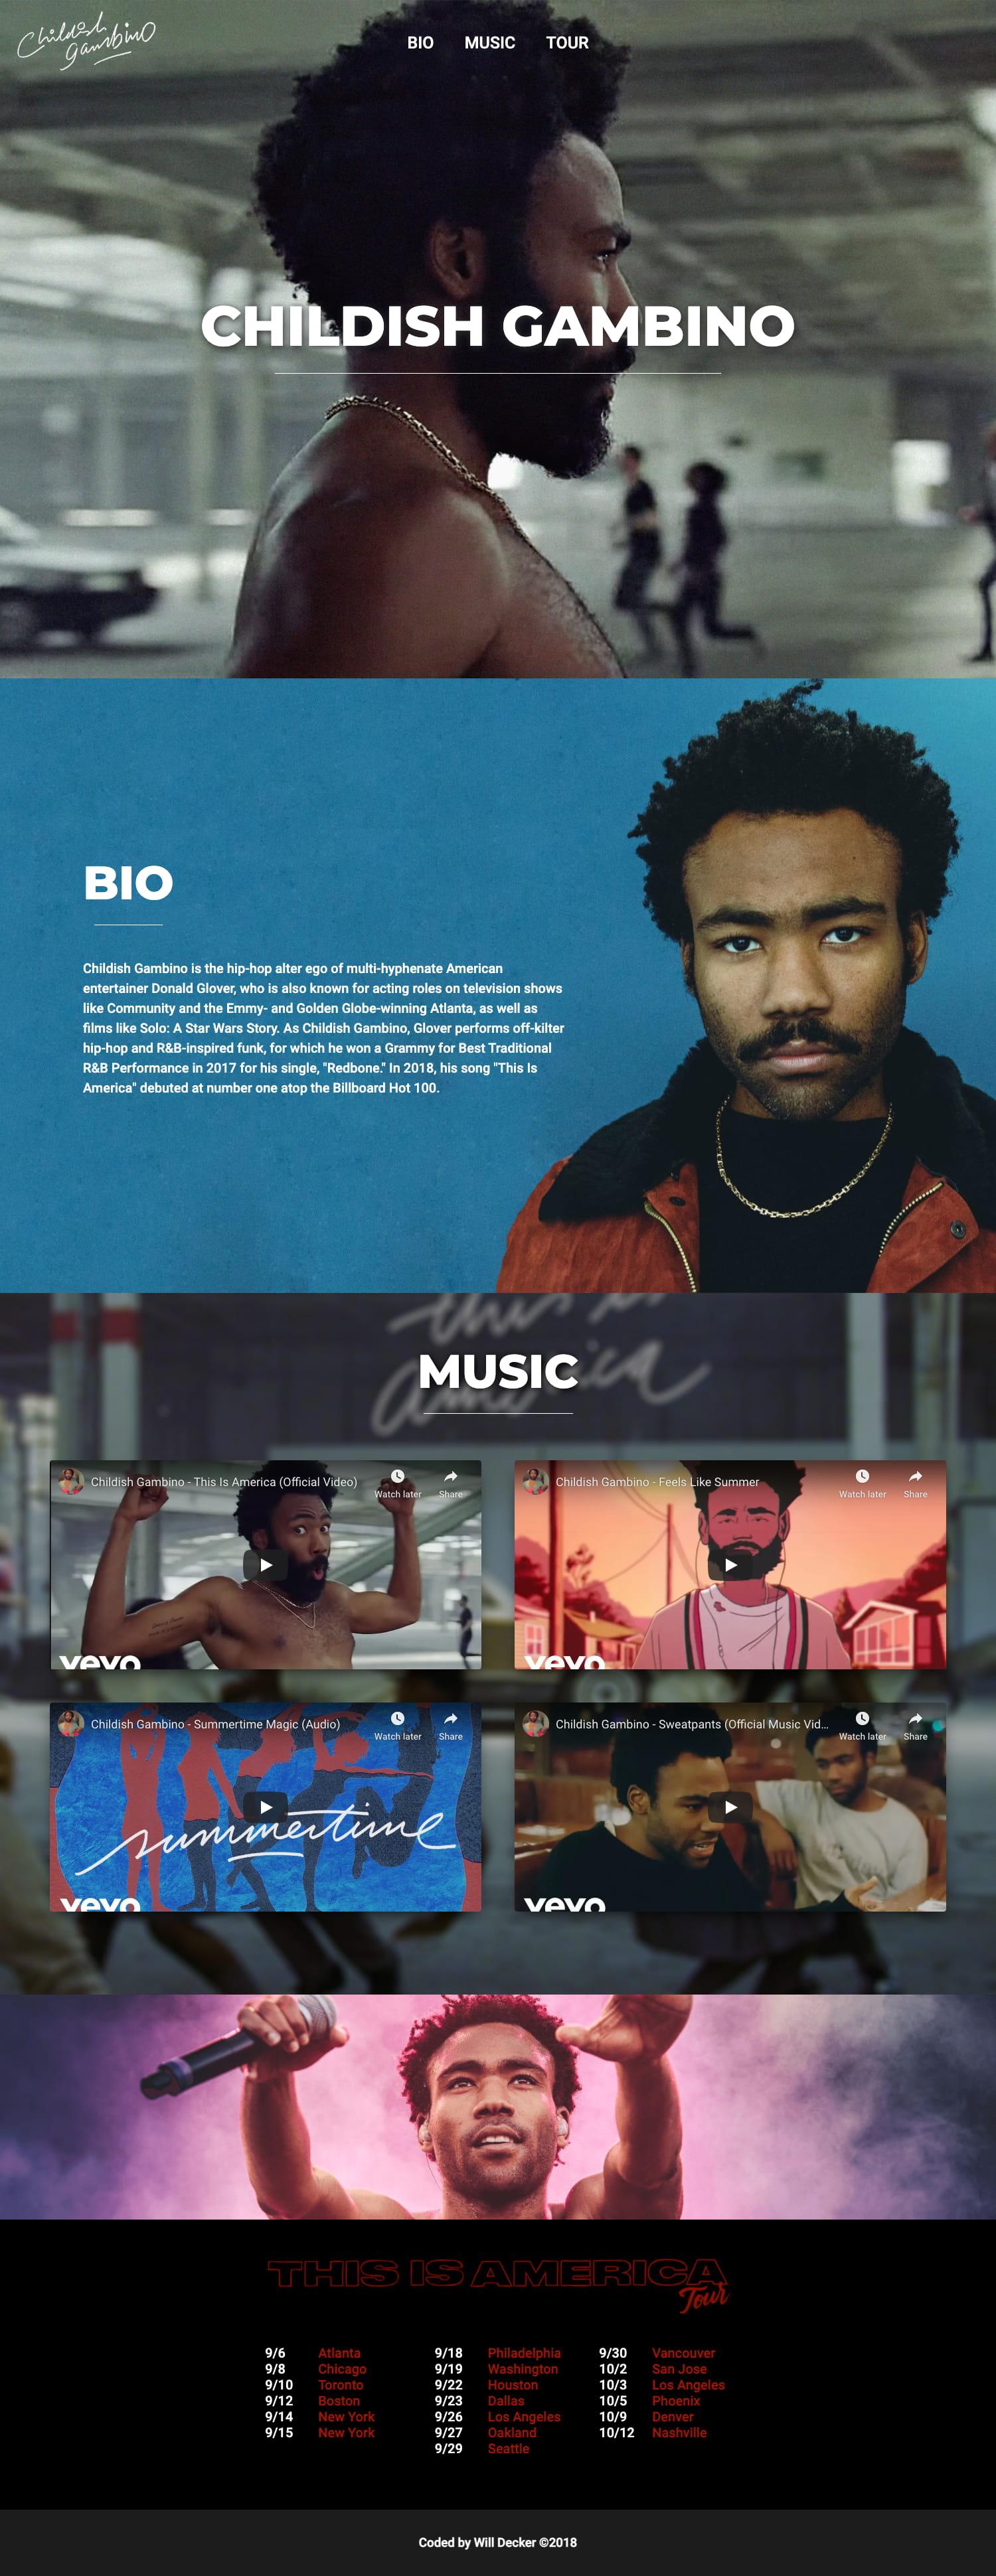 Childish
gambino
BIO MUSIC TOUR
CHILDISH GAMBINO
BIO
Childish Gambino is the hip-hop alter ego of multi-hyphenate American
entertainer Donald Glover, who is also known for acting roles on television shows
like Community and the Emmy- and Golden Globe-winning Atlanta, as well as
films like Solo: A Star Wars Story. As Childish Gambino, Glover performs off-kilter
hip-hop and R&B-inspired funk, for which he won a Grammy for Best Traditional
R&B Performance in 2017 for his single, "Redbone." In 2018, his song "This Is
America" debuted at number one atop the Billboard Hot 100.
this is
america
MUSIC
Childish Gambino - This Is America (Official Video) Watch later Share
vevo
Childish Gambino - Feels Like Summer Watch later Share
vevo
Childish Gambino - Summertime Magic (Audio) Watch later Share
summertime
vevo
Childish Gambino - Sweatpants (Official Music Vid... Watch later Share
vevo
THIS IS AMERICA
Tour
9/6 Atlanta
9/8 Chicago
9/10 Toronto
9/12 Boston
9/14 New York
9/15 New York
9/18 Philadelphia
9/19 Washington
9/22 Houston
9/23 Dallas
9/26 Los Angeles
9/27 Oakland
9/29 Seattle
9/30 Vancouver
10/2 San Jose
10/3 Los Angeles
10/5 Phoenix
10/9 Denver
10/12 Nashville
Coded by Will Decker ©2018